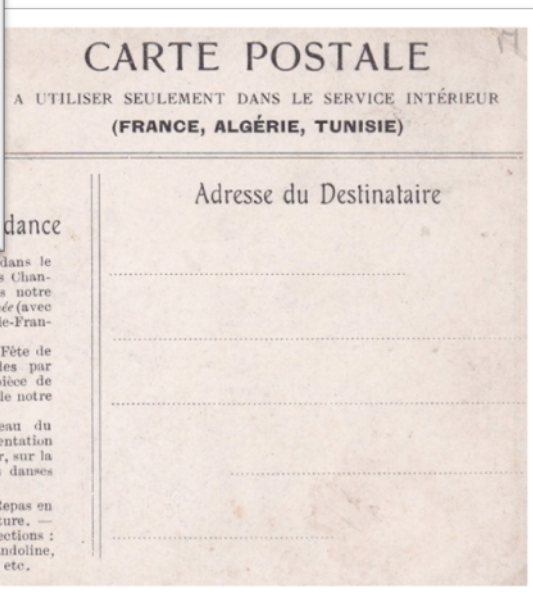 CARTE POSTALE
A UTILISER SEULEMENT DANS LE SERVICE INTÉRIEUR
(FRANCE, ALGÉRIE, TUNISIE)
dance
dans le
s Chan-
s notre
ée (avec
ie-Fran-
Fête de
les par
pièce de
de notre
eau du
entation
r, sur la
danses
Repas en
ture. —
ections :
ndoline,
etc.
Adresse du Destinataire